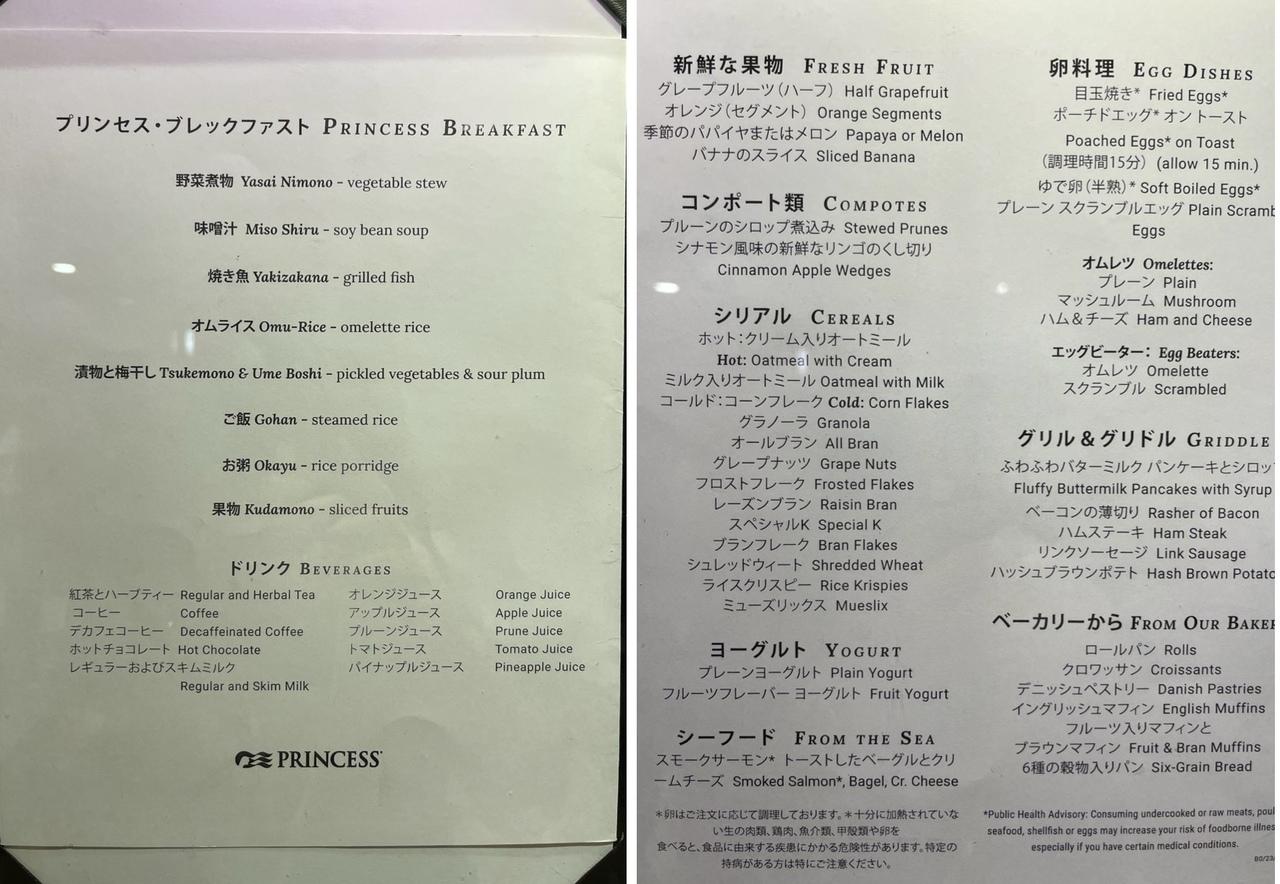 プリンセス・ブレックファスト PRINCESS BREAKFAST
野菜煮物 Yasai Nimono – vegetable stew
味噌汁 Miso Shiru – soy bean soup
焼き魚 Yakizakana – grilled fish
オムライス Omu-Rice – omelette rice
漬物と梅干し Tsukemono & Ume Boshi – pickled vegetables & sour plum
ご飯 Gohan – steamed rice
お粥 Okayu – rice porridge
果物 Kudamono – sliced fruits
ドリンク BEVERAGES
紅茶とハーブティー Regular and Herbal Tea
コーヒー Coffee
デカフェコーヒー Decaffeinated Coffee
ホットチョコレート Hot Chocolate
レギュラーおよびスキムミルク
Regular and Skim Milk
オレンジジュース Orange Juice
アップルジュース Apple Juice
プルーンジュース Prune Juice
トマトジュース Tomato Juice
パイナップルジュース Pineapple Juice
PRINCESS
新鮮な果物 FRESH FRUIT
グレープフルーツ（ハーフ） Half Grapefruit
オレンジ（セグメント） Orange Segments
季節のパパイヤまたはメロン Papaya or Melon
バナナのスライス Sliced Banana
コンポート類 COMPOTES
プルーンのシロップ煮込み Stewed Prunes
シナモン風味の新鮮なリンゴのくし切り
Cinnamon Apple Wedges
シリアル CEREALS
ホット：クリーム入りオートミール
Hot: Oatmeal with Cream
ミルク入りオートミール Oatmeal with Milk
コールド：コーンフレーク Cold: Corn Flakes
グラノーラ Granola
オールブラン All Bran
グレープナッツ Grape Nuts
フロストフレーク Frosted Flakes
レーズンブラン Raisin Bran
スペシャルK Special K
ブランフレーク Bran Flakes
シュレッドウィート Shredded Wheat
ライスクリスピー Rice Krispies
ミューズリックス Mueslix
ヨーグルト YOGURT
プレーンヨーグルト Plain Yogurt
フルーツフレーバー ヨーグルト Fruit Yogurt
シーフード FROM THE SEA
スモークサーモン* トーストしたベーグルとクリ
ームチーズ Smoked Salmon*, Bagel, Cr. Cheese
＊卵はご注文に応じて調理しております。＊十分に加熱されていな
い生の肉類、鶏肉、魚介類、甲殻類や卵を
食べると、食品に由来する疾患にかかる危険性があります。特定の
持病がある方は特にご注意ください。
卵料理 EGG DISHES
目玉焼き* Fried Eggs*
ポーチドエッグ* オン トースト
Poached Eggs* on Toast
（調理時間15分） (allow 15 min.)
ゆで卵（半熟）* Soft Boiled Eggs*
プレーン スクランブルエッグ Plain Scramb
Eggs
オムレツ Omelettes:
プレーン Plain
マッシュルーム Mushroom
ハム＆チーズ Ham and Cheese
エッグビーター： Egg Beaters:
オムレツ Omelette
スクランブル Scrambled
グリル＆グリドル GRIDDLE
ふわふわバターミルク パンケーキとシロッ
Fluffy Buttermilk Pancakes with Syrup
ベーコンの薄切り Rasher of Bacon
ハムステーキ Ham Steak
リンクソーセージ Link Sausage
ハッシュブラウンポテト Hash Brown Potato
ベーカリーから FROM OUR BAKER
ロールパン Rolls
クロワッサン Croissants
デニッシュペストリー Danish Pastries
イングリッシュマフィン English Muffins
フルーツ入りマフィンと
ブラウンマフィン Fruit & Bran Muffins
6種の穀物入りパン Six-Grain Bread
*Public Health Advisory: Consuming undercooked or raw meats, poul
seafood, shellfish or eggs may increase your risk of foodborne illnes
especially if you have certain medical conditions.